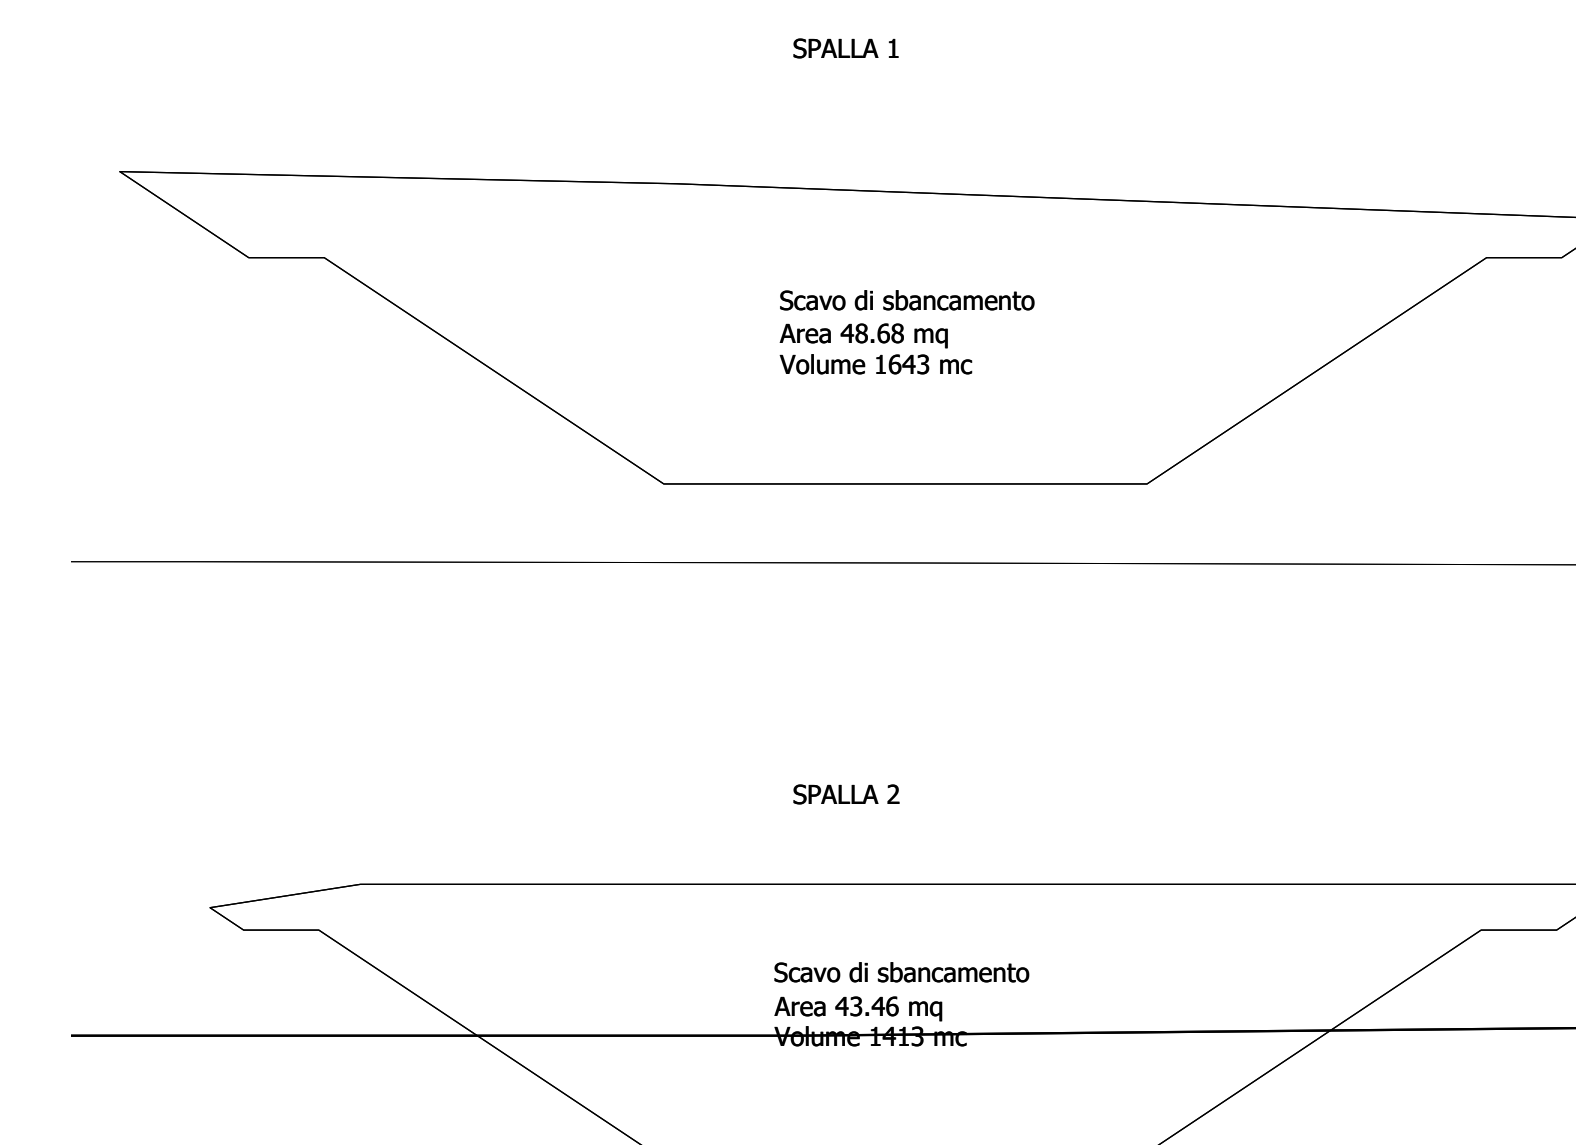 SPALLA 1
Scavo di sbancamento
Area 48.68 mq
Volume 1643 mc
SPALLA 2
Scavo di sbancamento
Area 43.46 mq
Volume 1413 mc